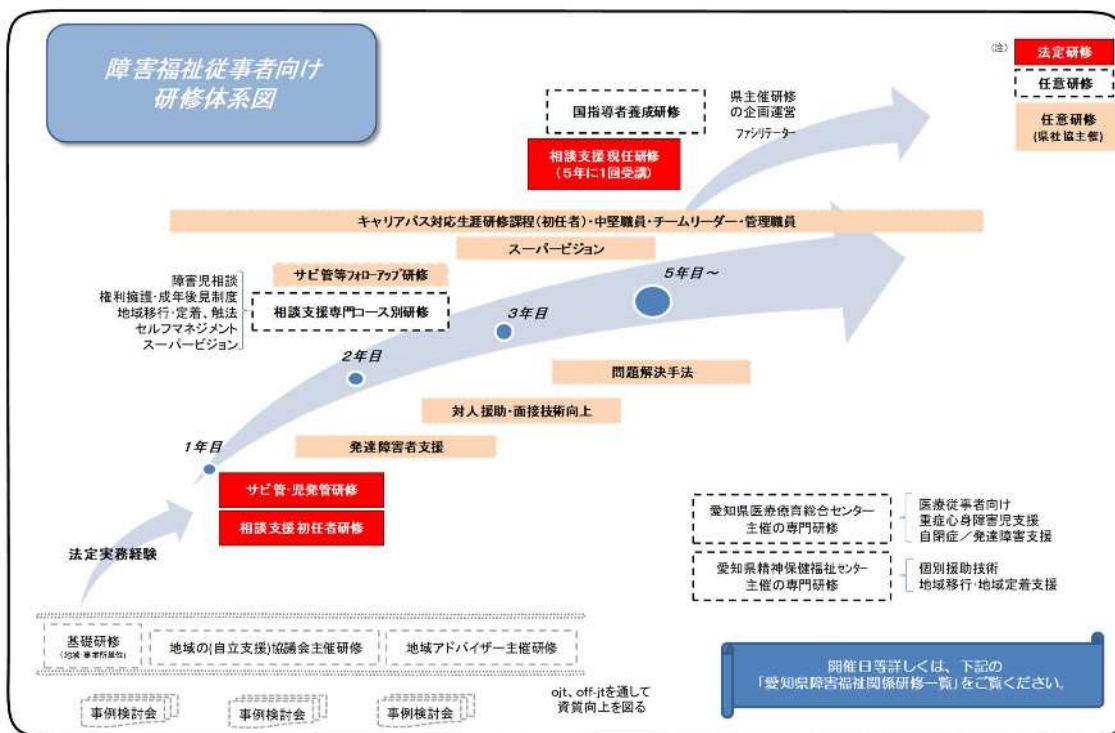 障害福祉従事者向け
研修体系図
(注)
法定研修
任意研修
任意研修
(県社協主催)
国指導者養成研修
県主催研修
の企画運営
ファシリテーター
相談支援現任研修
(5年に1回受講)
キャリアパス対応生涯研修課程(初任者)・中堅職員・チームリーダー・管理職員
スーパービジョン
サビ管等フォローアップ研修
障害児相談
権利擁護・成年後見制度
地域移行・定着、触法
セルフマネジメント
スーパービジョン
相談支援専門コース別研修
5年目～
3年目
2年目
1年目
問題解決手法
対人援助・面接技術向上
発達障害者支援
サビ管・児発管研修
相談支援初任者研修
法定実務経験
愛知県医療療育総合センター
主催の専門研修
医療従事者向け
重症心身障害児支援
自閉症／発達障害支援
愛知県精神保健福祉センター
主催の専門研修
個別援助技術
地域移行・地域定着支援
基礎研修
(地域・事業所単位)
地域の(自立支援)協議会主催研修
地域アドバイザー主催研修
事例検討会
事例検討会
事例検討会
ojt、off-jtを通して
資質向上を図る
開催日等詳しくは、下記の
「愛知県障害福祉関係研修一覧」をご覧ください。